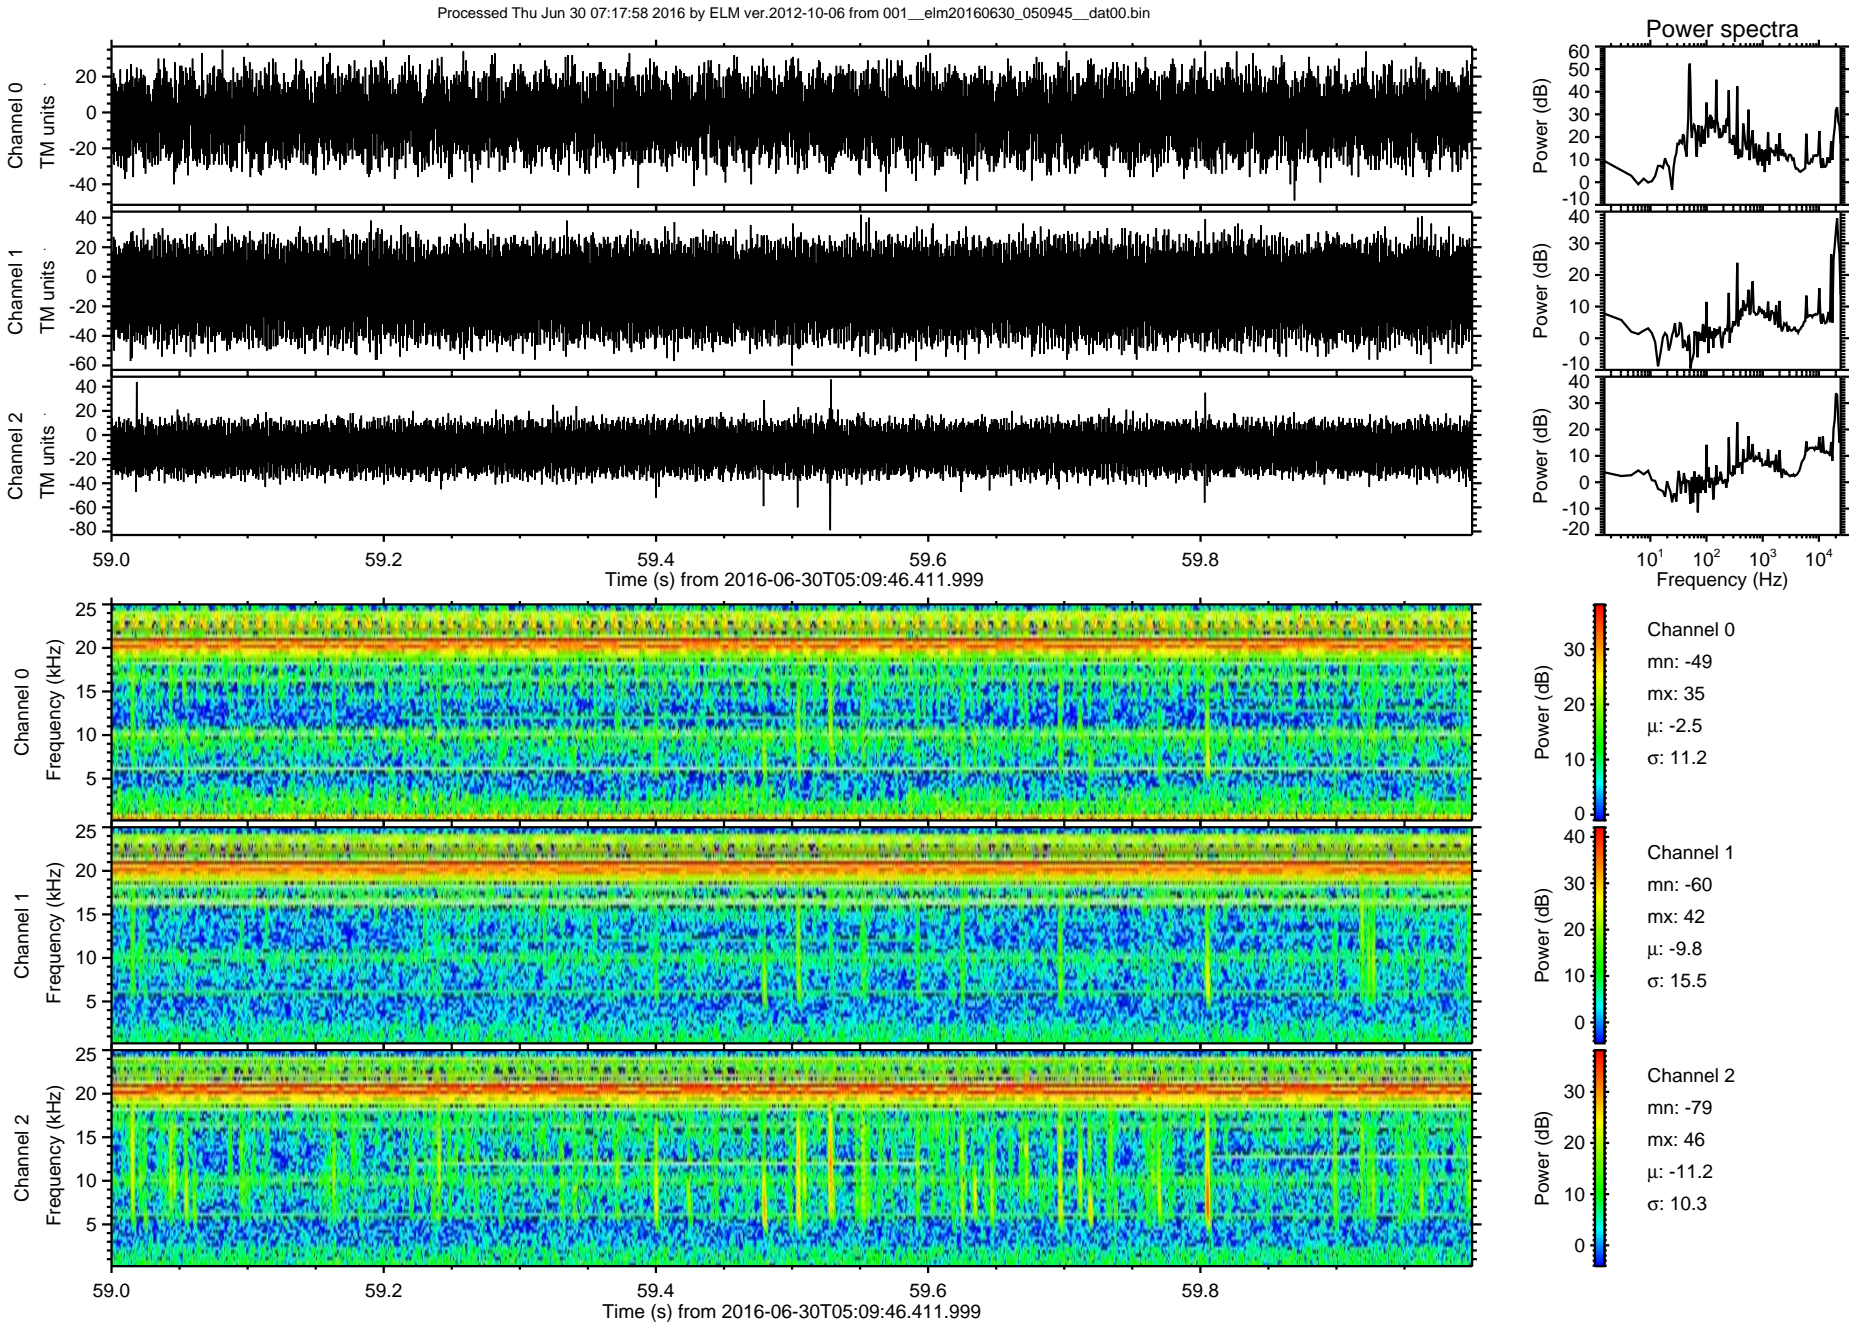 Processed Thu Jun 30 07:17:58 2016 by ELM ver.2012-10-06 from 001__elm20160630_050945__dat00.bin
Power spectra
Channel 0
TM units
20
0
-20
-40
Power (dB)
60
50
40
30
20
10
0
-10
Channel 1
TM units
40
20
0
-20
-40
-60
Power (dB)
40
30
20
10
0
-10
Channel 2
TM units
40
20
0
-20
-40
-60
-80
Power (dB)
40
30
20
10
0
-10
-20
59.0 59.2 59.4 59.6 59.8
Time (s) from 2016-06-30T05:09:46.411.999
10^1 10^2 10^3 10^4
Frequency (Hz)
Channel 0
Frequency (kHz)
25
20
15
10
5
Power (dB)
30
20
10
0
Channel 0
mn: -49
mx: 35
μ: -2.5
σ: 11.2
Channel 1
Frequency (kHz)
25
20
15
10
5
Power (dB)
40
30
20
10
0
Channel 1
mn: -60
mx: 42
μ: -9.8
σ: 15.5
Channel 2
Frequency (kHz)
25
20
15
10
5
Power (dB)
30
20
10
0
Channel 2
mn: -79
mx: 46
μ: -11.2
σ: 10.3
59.0 59.2 59.4 59.6 59.8
Time (s) from 2016-06-30T05:09:46.411.999